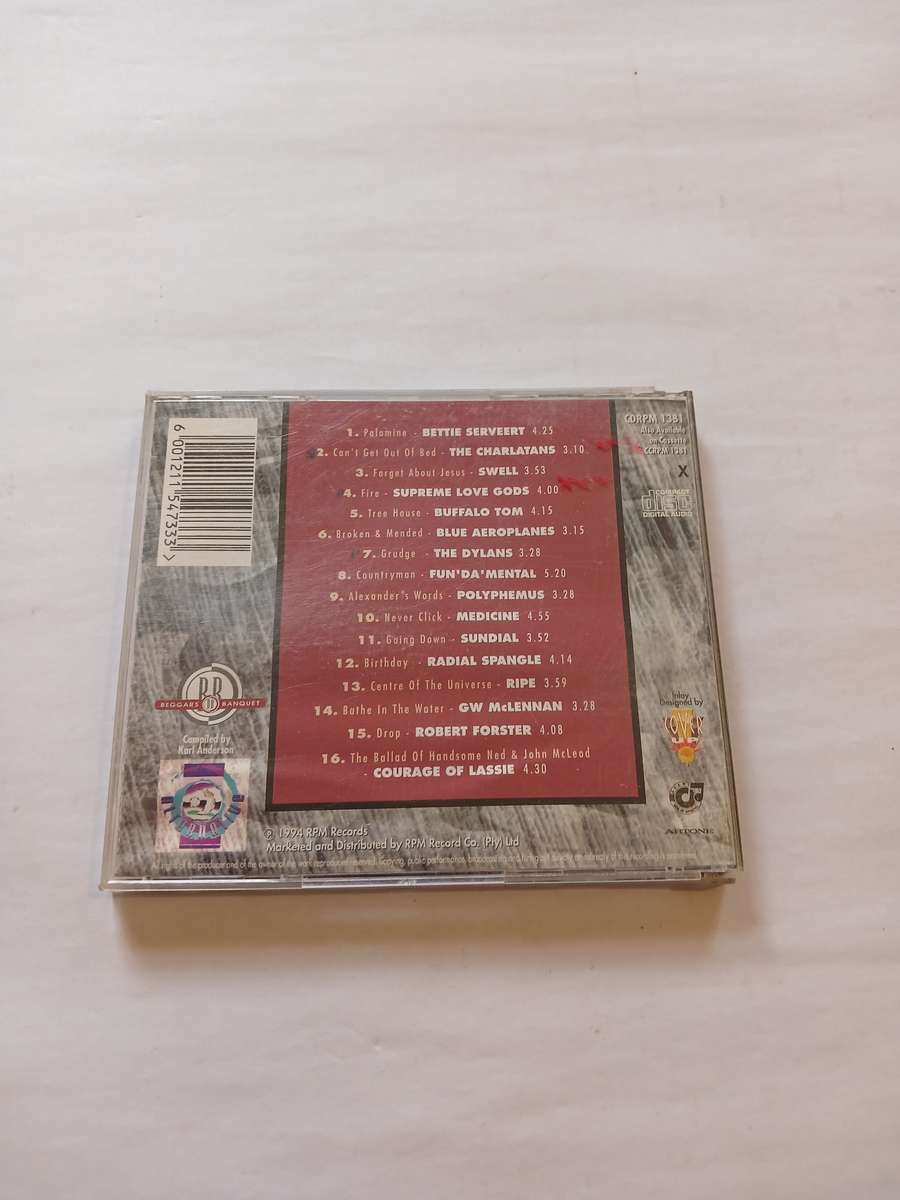 6 001211 547333 >
1. Palomine - BETTIE SERVEERT 4.25
2. Can't Get Out Of Bed - THE CHARLATANS 3.10
3. Forget About Jesus - SWELL 3.53
4. Fire - SUPREME LOVE GODS 4.00
5. Tree House - BUFFALO TOM 4.15
6. Broken & Mended - BLUE AEROPLANES 3.15
7. Grudge - THE DYLANS 3.28
8. Countryman - FUN'DA'MENTAL 5.20
9. Alexander's Words - POLYPHEMUS 3.28
10. Never Click - MEDICINE 4.55
11. Going Down - SUNDIAL 3.52
12. Birthday - RADIAL SPANGLE 4.14
13. Centre Of The Universe - RIPE 3.59
14. Bathe In The Water - GW McLENNAN 3.28
15. Drop - ROBERT FORSTER 4.08
16. The Ballad Of Handsome Ned & John McLeod
- COURAGE OF LASSIE 4.30
CDRPM 1381
Also Available
on Cassette
CCRPM 1381
X
COMPACT
disc
DIGITAL AUDIO
BB
BEGGARS BANQUET
Compiled by
Karl Anderson
Inlay
Designed by
COVER
UP
ARTONE
℗ 1994 RPM Records
Marketed and Distributed by RPM Record Co. (Pty) Ltd